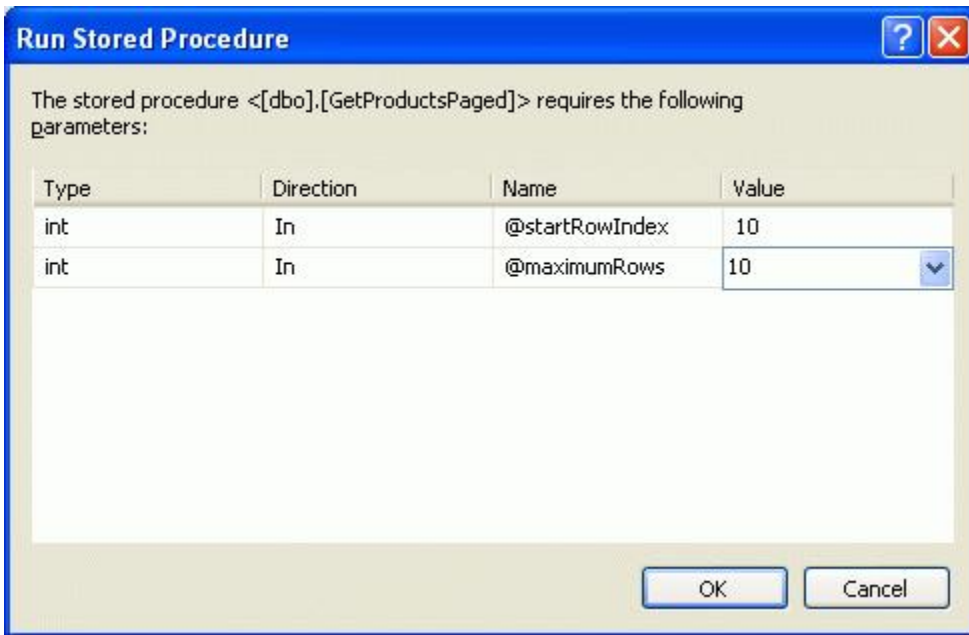 Run Stored Procedure
The stored procedure <[dbo].[GetProductsPaged]> requires the following
parameters:
Type Direction Name Value
int In @startRowIndex 10
int In @maximumRows 10
OK Cancel